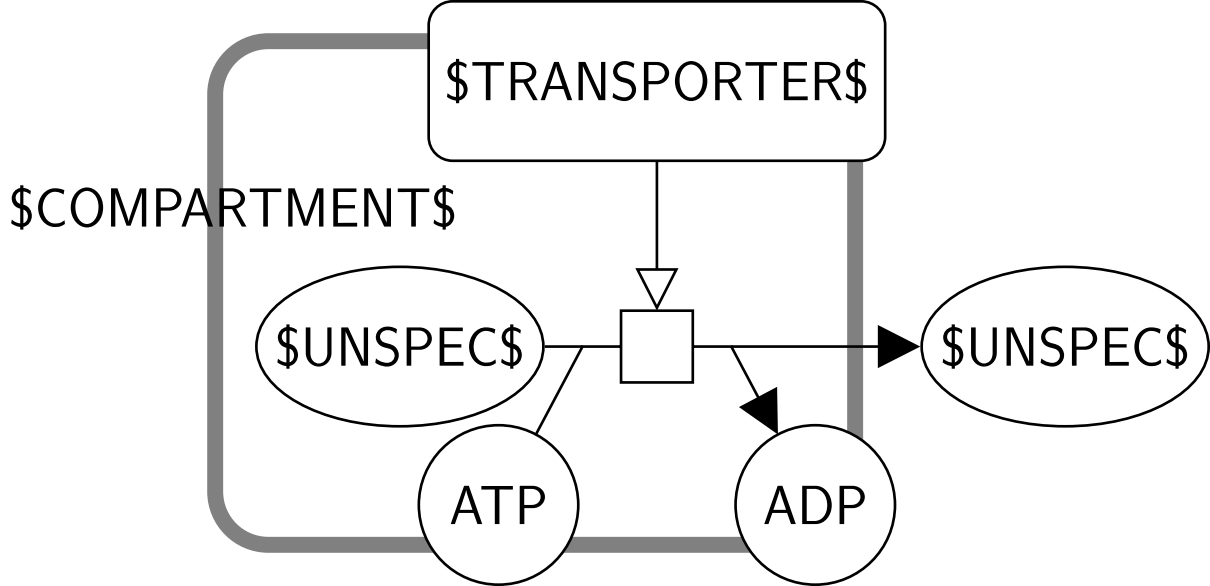 $TRANSPORTER$
$COMPARTMENT$
$UNSPEC$
$UNSPEC$
ATP
ADP